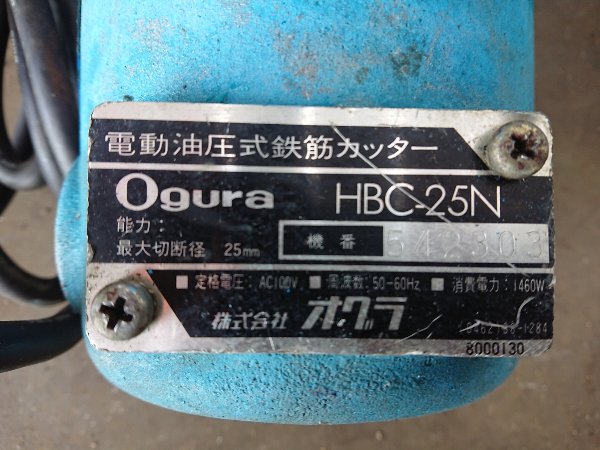 電動油圧式鉄筋カッター
Ogura HBC-25N
能力:
最大切断径 25mm
機番 542303
■ 定格電圧: AC100V ■ 周波数: 50-60Hz ■ 消費電力: 1460W
株式会社 オグラ
8000130